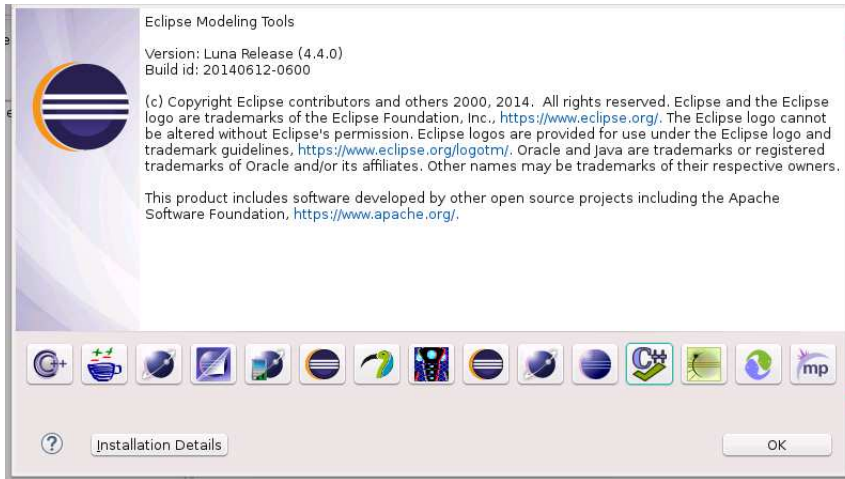 Eclipse Modeling Tools
Version: Luna Release (4.4.0)
Build id: 20140612-0600
(c) Copyright Eclipse contributors and others 2000, 2014.  All rights reserved. Eclipse and the Eclipse
logo are trademarks of the Eclipse Foundation, Inc., https://www.eclipse.org/. The Eclipse logo cannot
be altered without Eclipse's permission. Eclipse logos are provided for use under the Eclipse logo and
trademark guidelines, https://www.eclipse.org/logotm/. Oracle and Java are trademarks or registered
trademarks of Oracle and/or its affiliates. Other names may be trademarks of their respective owners.
This product includes software developed by other open source projects including the Apache
Software Foundation, https://www.apache.org/.
C++ C++ mp
? Installation Details OK